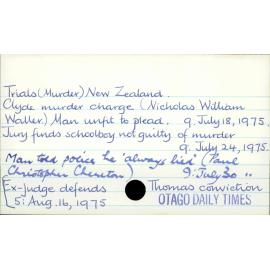 Trials (Murder) New Zealand.
Clyde murder charge (Nicholas William
Waller.) Man unfit to plead. 9. July 18, 1975.
Jury finds schoolboy not guilty of murder
9. July 24, 1975.
Man told police he 'always lied' (Paul
Christopher Cheriton) 9: July 30 "
Ex-judge defends Thomas conviction
5: Aug. 16, 1975 OTAGO DAILY TIMES